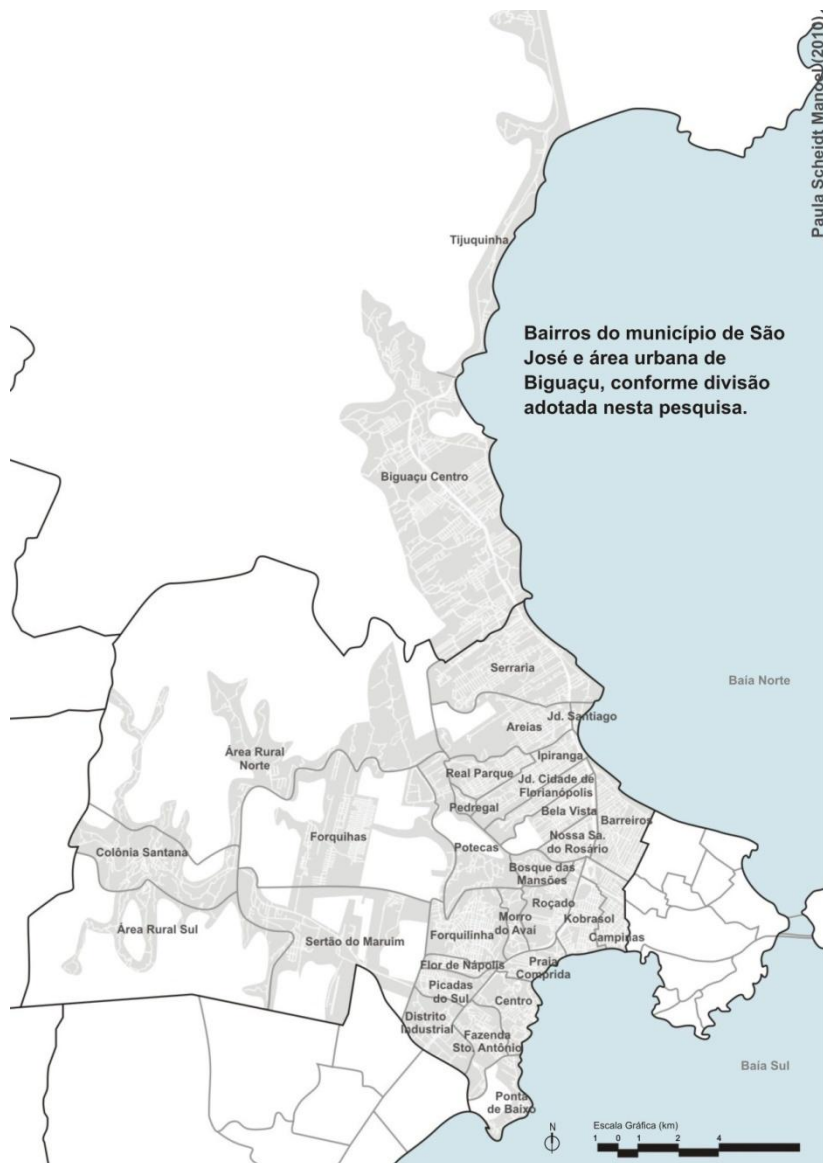 Paula Scheidt Manoel (2010)
Tijuquinha
Bairros do município de São
José e área urbana de
Biguaçu, conforme divisão
adotada nesta pesquisa.
Biguaçu Centro
Serraria
Baía Norte
Jd. Santiago
Areias
Área Rural
Norte
Ipiranga
Real Parque
Jd. Cidade de
Florianópolis
Pedregal
Bela Vista
Barreiros
Forquihas
Nossa Sa.
do Rosário
Potecas
Colônia Santana
Bosque das
Mansões
Roçado
Morro
do Avai
Kobrasol
Área Rural Sul
Forquilinha
Campinas
Sertão do Maruim
Praia
Comprida
Flor de Nápolis
Picadas
do Sul
Centro
Distrito
Industrial
Fazenda
Sto. Antônio
Baía Sul
Ponta
de Baixo
N
Escala Gráfica (km)
1 0 1 2 4